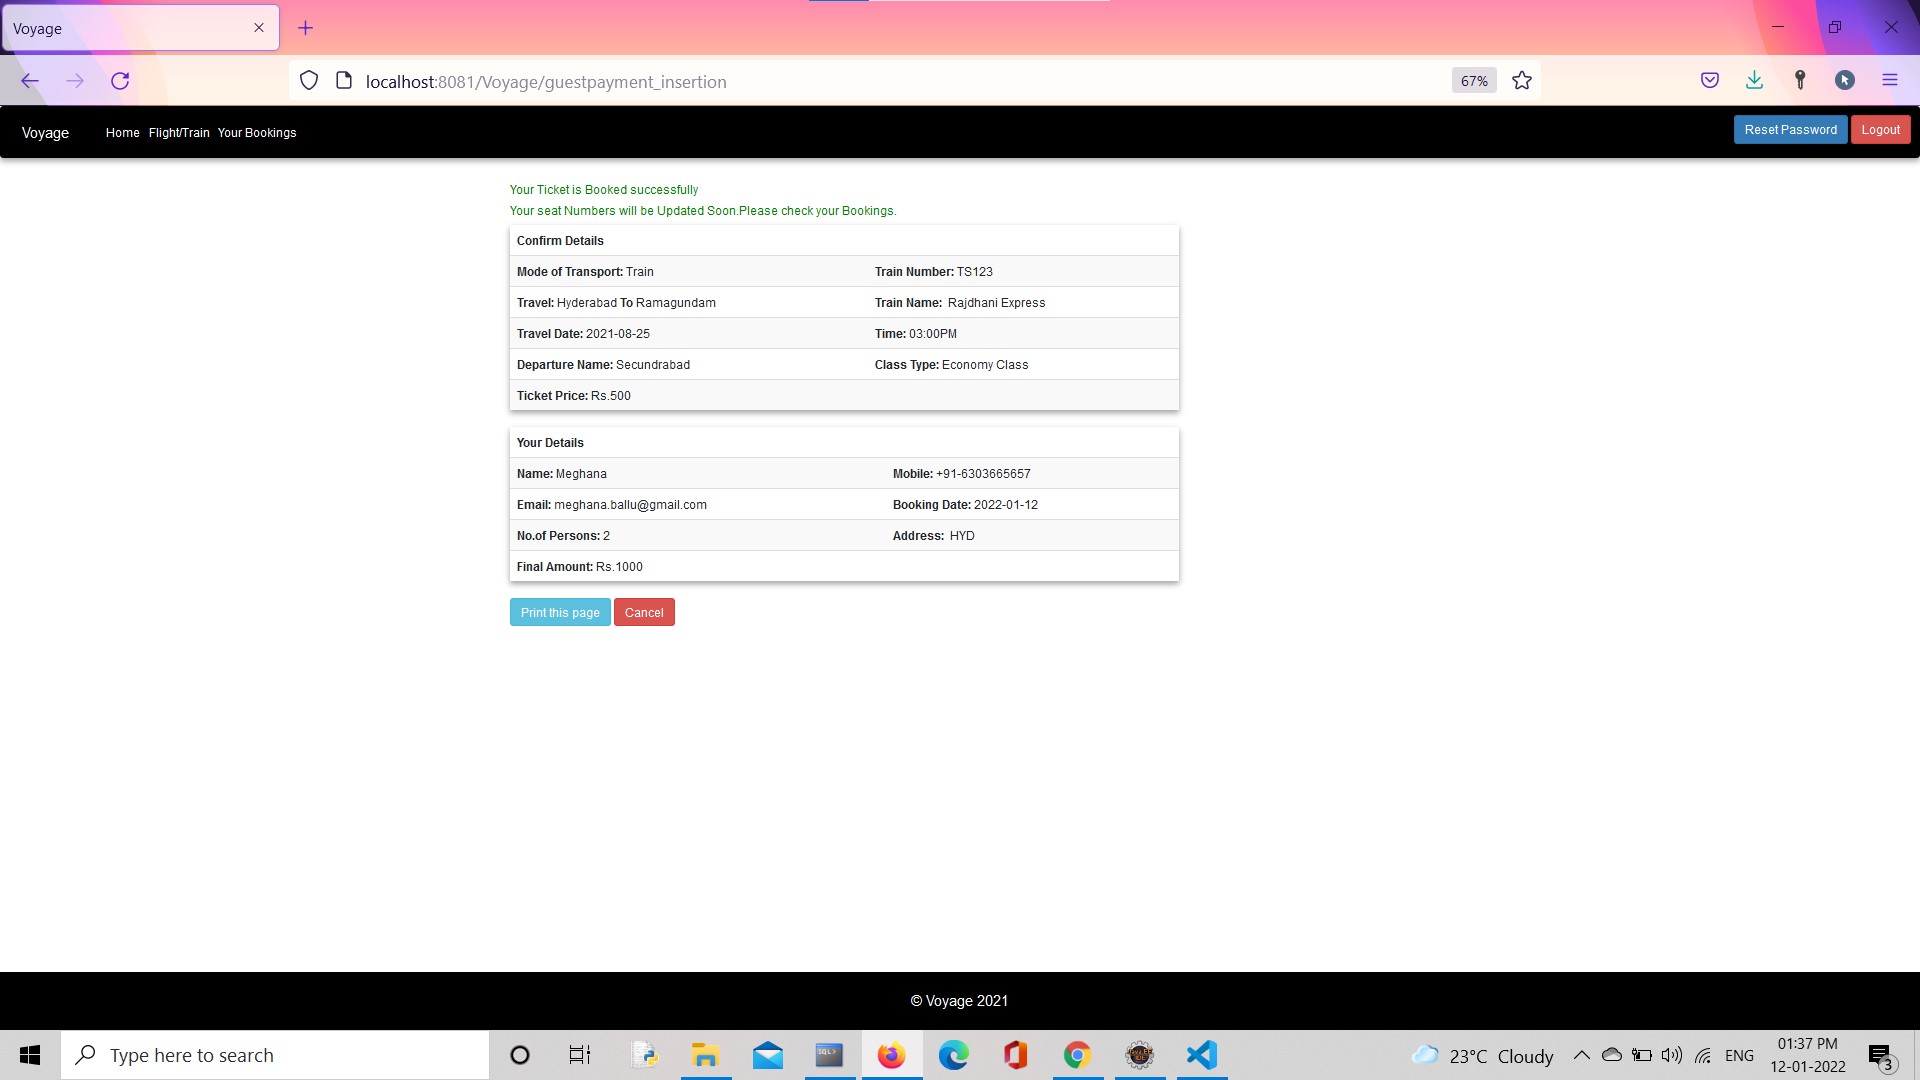 Voyage
localhost:8081/Voyage/guestpayment_insertion
67%
Voyage Home Flight/Train Your Bookings Reset Password Logout
Your Ticket is Booked successfully
Your seat Numbers will be Updated Soon.Please check your Bookings.
Confirm Details
Mode of Transport: Train Train Number: TS123
Travel: Hyderabad To Ramagundam Train Name: Rajdhani Express
Travel Date: 2021-08-25 Time: 03:00PM
Departure Name: Secundrabad Class Type: Economy Class
Ticket Price: Rs.500
Your Details
Name: Meghana Mobile: +91-6303665657
Email: meghana.ballu@gmail.com Booking Date: 2022-01-12
No.of Persons: 2 Address: HYD
Final Amount: Rs.1000
Print this page Cancel
© Voyage 2021
Type here to search
SQL>
23°C Cloudy
ENG
01:37 PM
12-01-2022
3